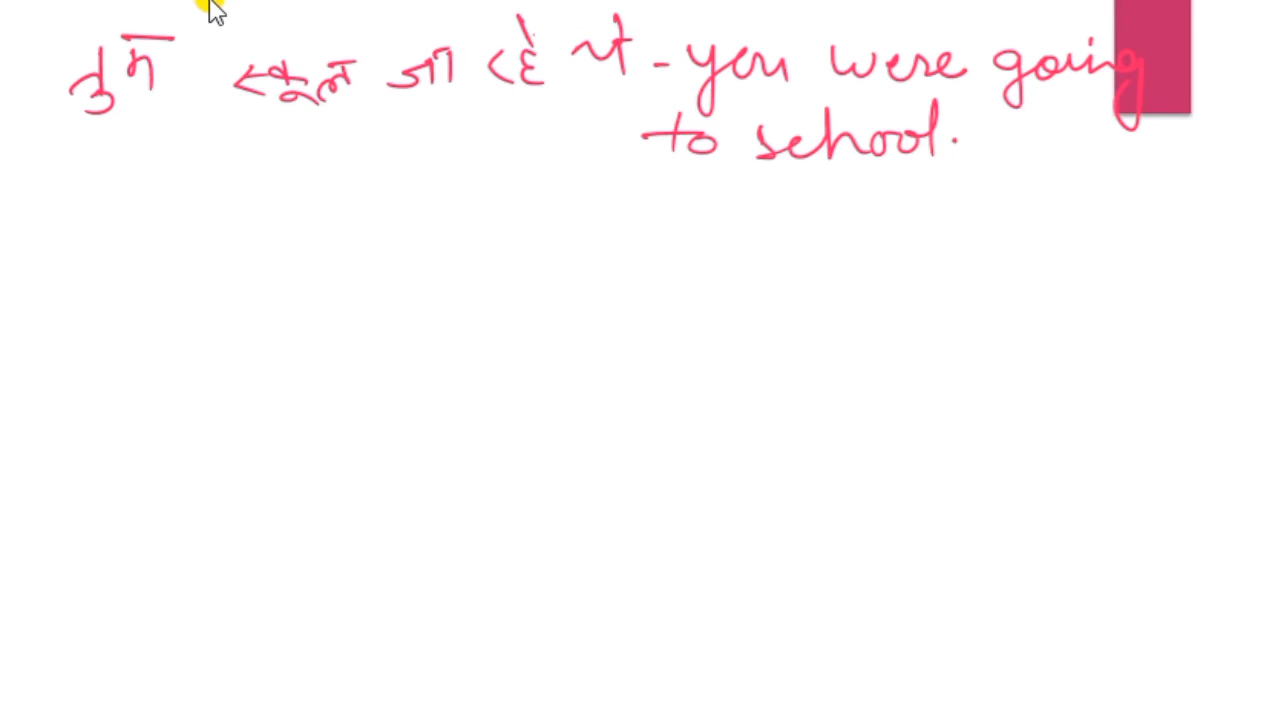 तुम स्कूल जा रहे थे - you were going
to school.